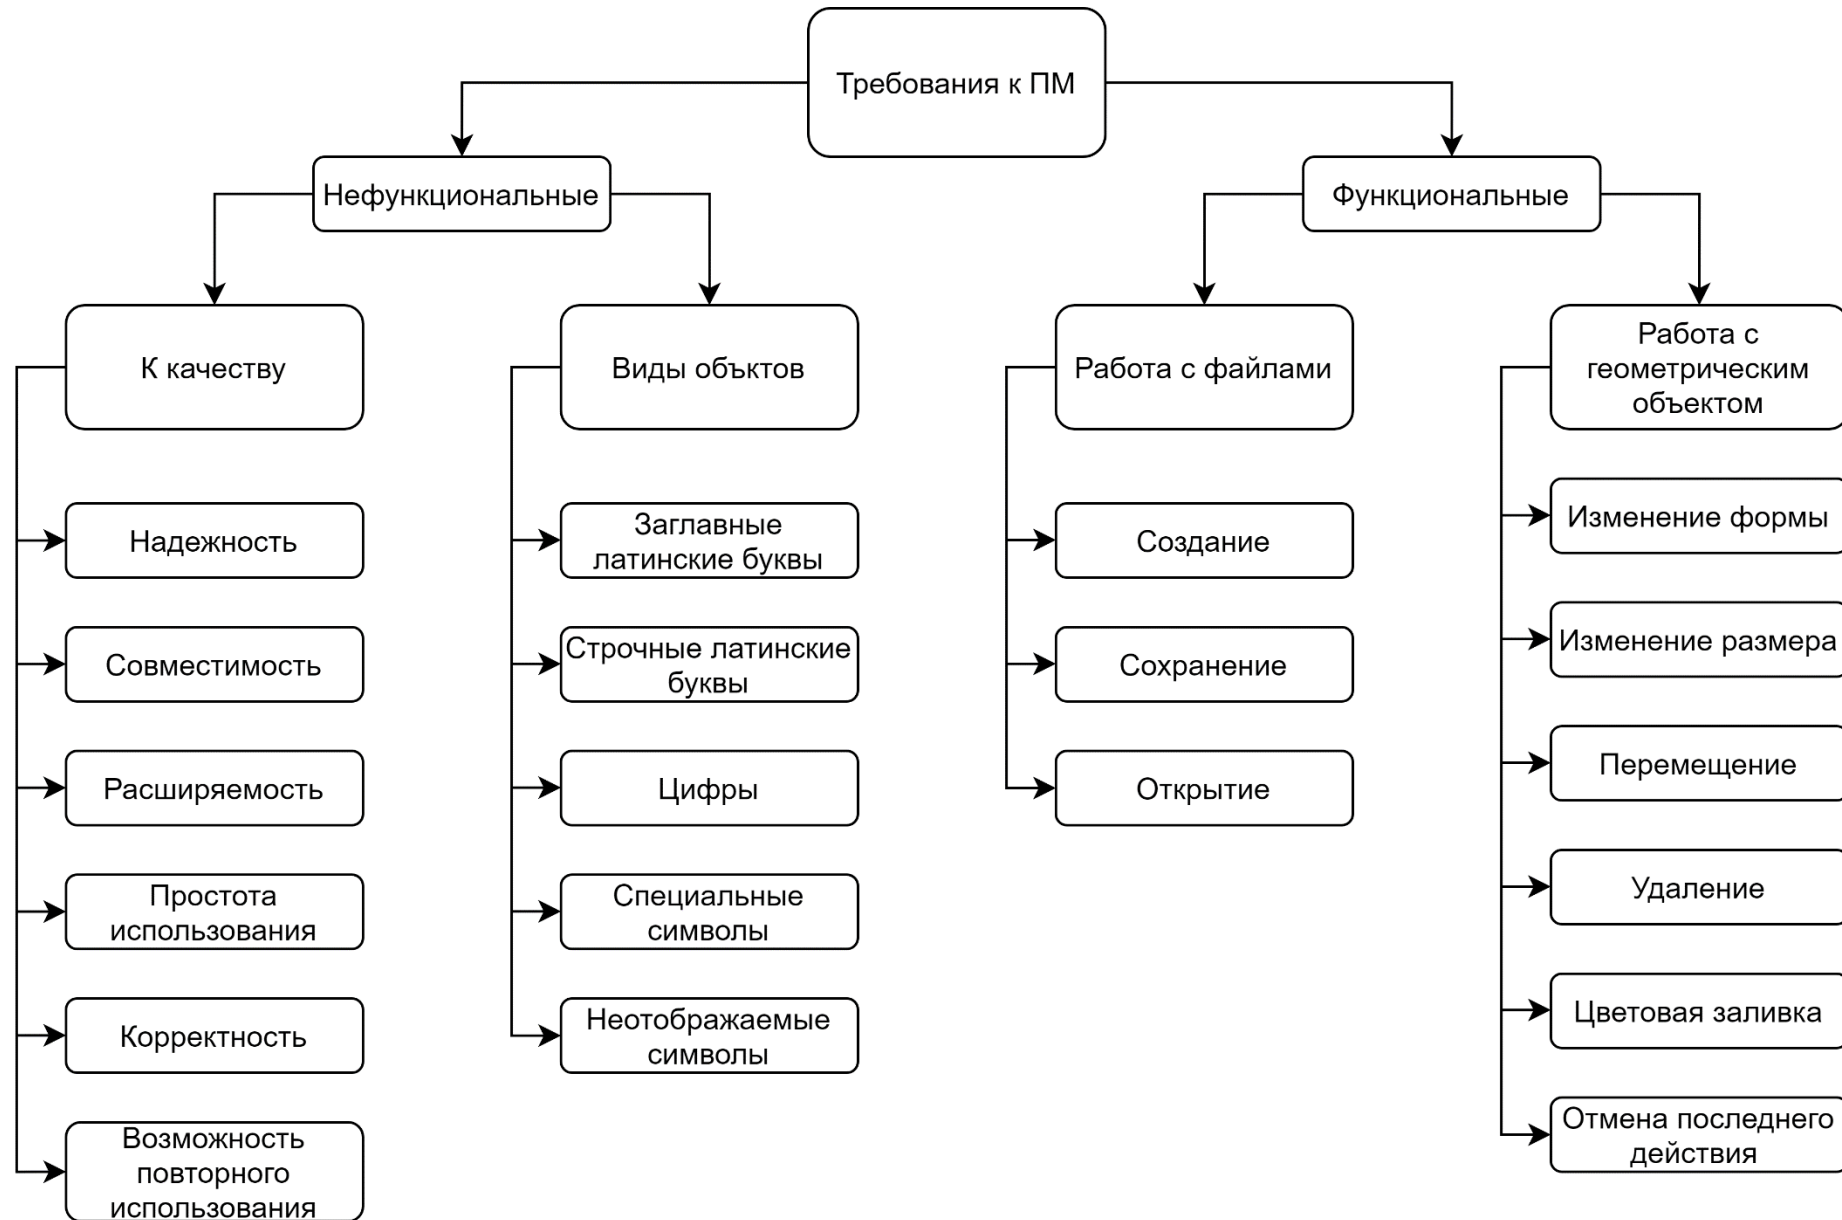 Требования к ПМ
Нефункциональные
Функциональные
К качеству
Надежность
Совместимость
Расширяемость
Простота
использования
Корректность
Возможность
повторного
использования
Виды объктов
Заглавные
латинские буквы
Строчные латинские
буквы
Цифры
Специальные
символы
Неотображаемые
символы
Работа с файлами
Создание
Сохранение
Открытие
Работа с
геометрическим
объектом
Изменение формы
Изменение размера
Перемещение
Удаление
Цветовая заливка
Отмена последнего
действия